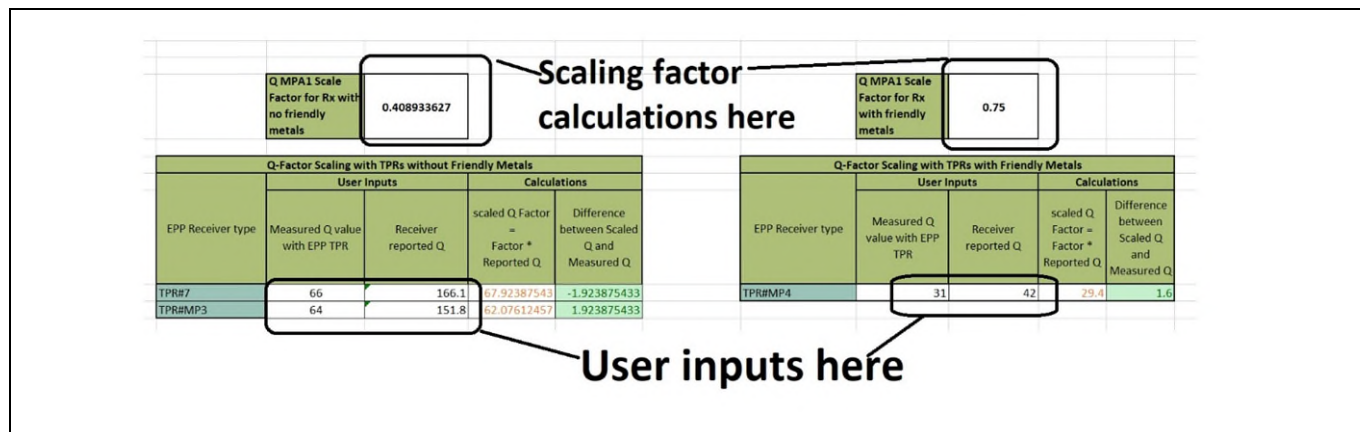 Scaling factor
calculations here
Q MPA1 Scale
Factor for Rx with
no friendly
metals
0.408933627
Q MPA1 Scale
Factor for Rx
with friendly
metals
0.75
Q-Factor Scaling with TPRs without Friendly Metals
User Inputs
Calculations
EPP Receiver type
Measured Q value
with EPP TPR
Receiver
reported Q
scaled Q Factor
=
Factor *
Reported Q
Difference
between Scaled
Q and
Measured Q
TPR#7 66 166.1 67.92387543 -1.923875433
TPR#MP3 64 151.8 62.07612457 1.923875433
Q-Factor Scaling with TPRs with Friendly Metals
User Inputs
Calculations
EPP Receiver type
Measured Q
value with EPP
TPR
Receiver
reported Q
scaled Q
Factor =
Factor *
Reported Q
Difference
between
Scaled Q
and
Measured Q
TPR#MP4 31 42 29.4 1.6
User inputs here